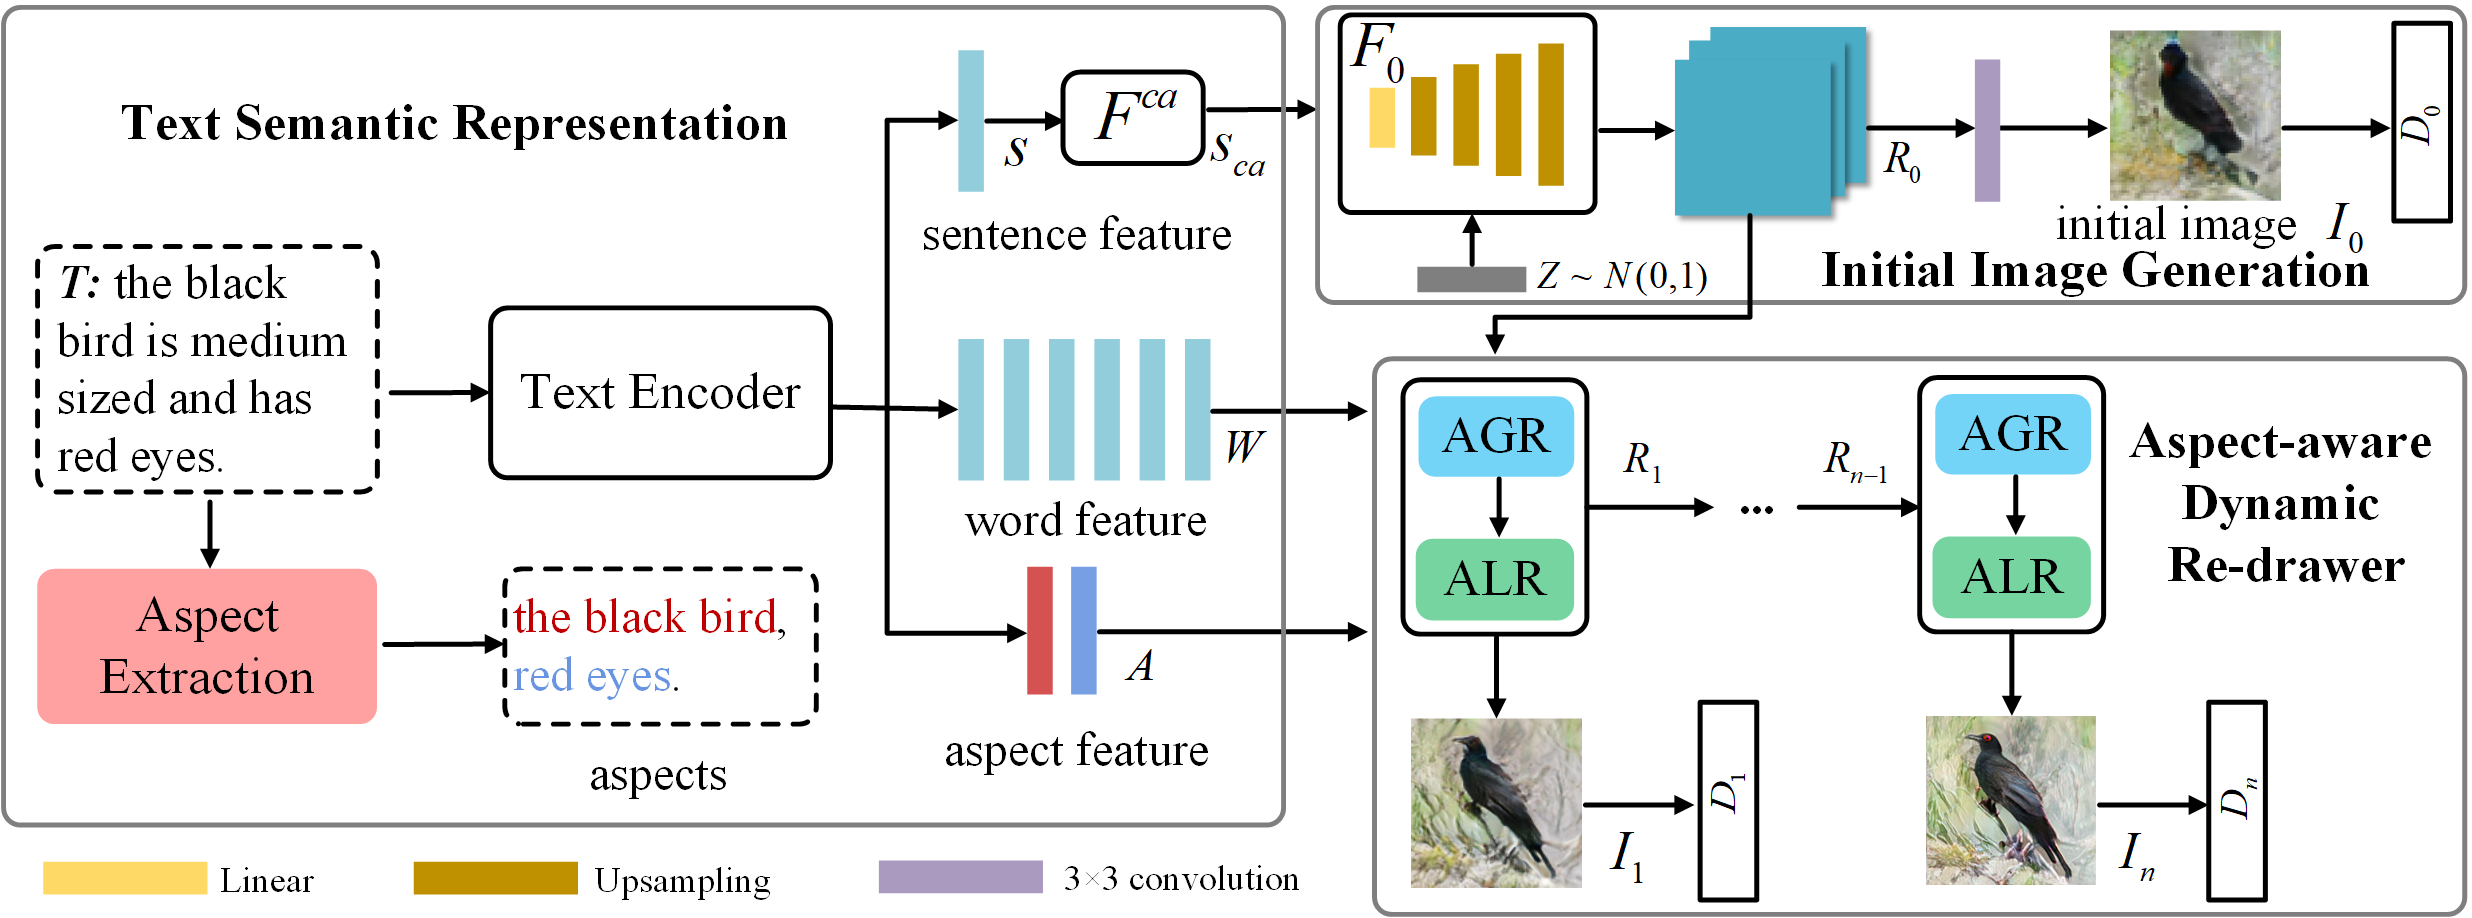 Text Semantic Representation
T: the black
bird is medium
sized and has
red eyes.
Aspect
Extraction
the black bird,
red eyes.
aspects
Text Encoder
s
F^{ca}
s_{ca}
sentence feature
W
word feature
A
aspect feature
F_0
Z ~ N(0,1)
R_0
initial image I_0
D_0
Initial Image Generation
AGR
ALR
R_1
...
R_{n-1}
AGR
ALR
Aspect-aware
Dynamic
Re-drawer
I_1
D_1
I_n
D_n
Linear
Upsampling
3×3 convolution